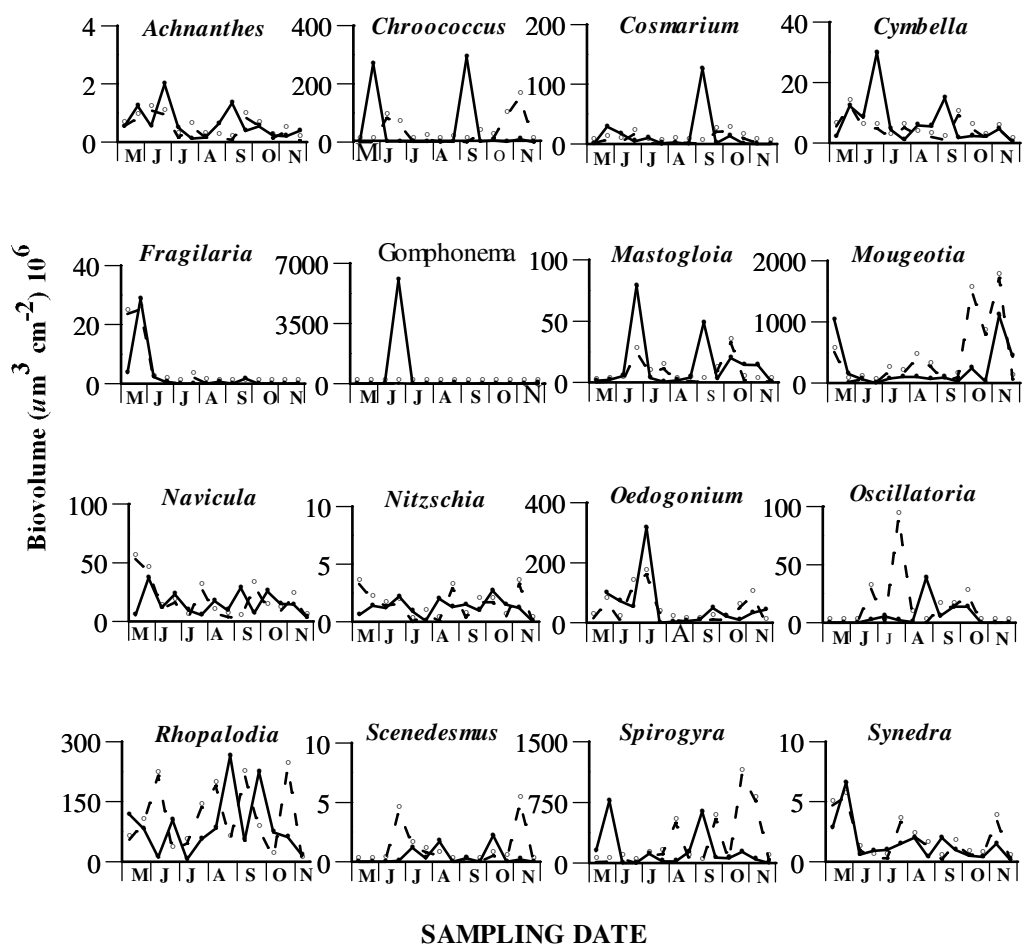 Biovolume (um³ cm⁻²) 10⁶
Achnanthes
4
2
0
M J J A S O N
Chroococcus
400
200
0
M J J A S O N
Cosmarium
200
100
0
M J J A S O N
Cymbella
40
20
0
M J J A S O N
Fragilaria
40
20
0
M J J A S O N
Gomphonema
7000
3500
0
M J J A S O N
Mastogloia
100
50
0
M J J A S O N
Mougeotia
2000
1000
0
M J J A S O N
Navicula
100
50
0
M J J A S O N
Nitzschia
10
5
0
M J J A S O N
Oedogonium
400
200
0
M J J A S O N
Oscillatoria
100
50
0
M J J A S O N
Rhopalodia
300
150
0
M J J A S O N
Scenedesmus
10
5
0
M J J A S O N
Spirogyra
1500
750
0
M J J A S O N
Synedra
10
5
0
M J J A S O N
SAMPLING DATE